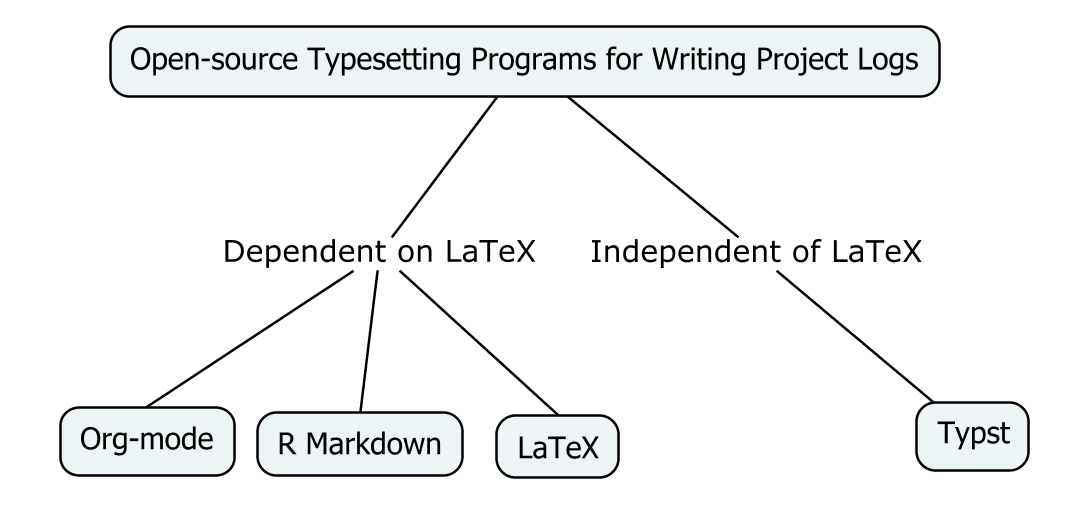 Open-source Typesetting Programs for Writing Project Logs
Dependent on LaTeX
Independent of LaTeX
Org-mode
R Markdown
LaTeX
Typst